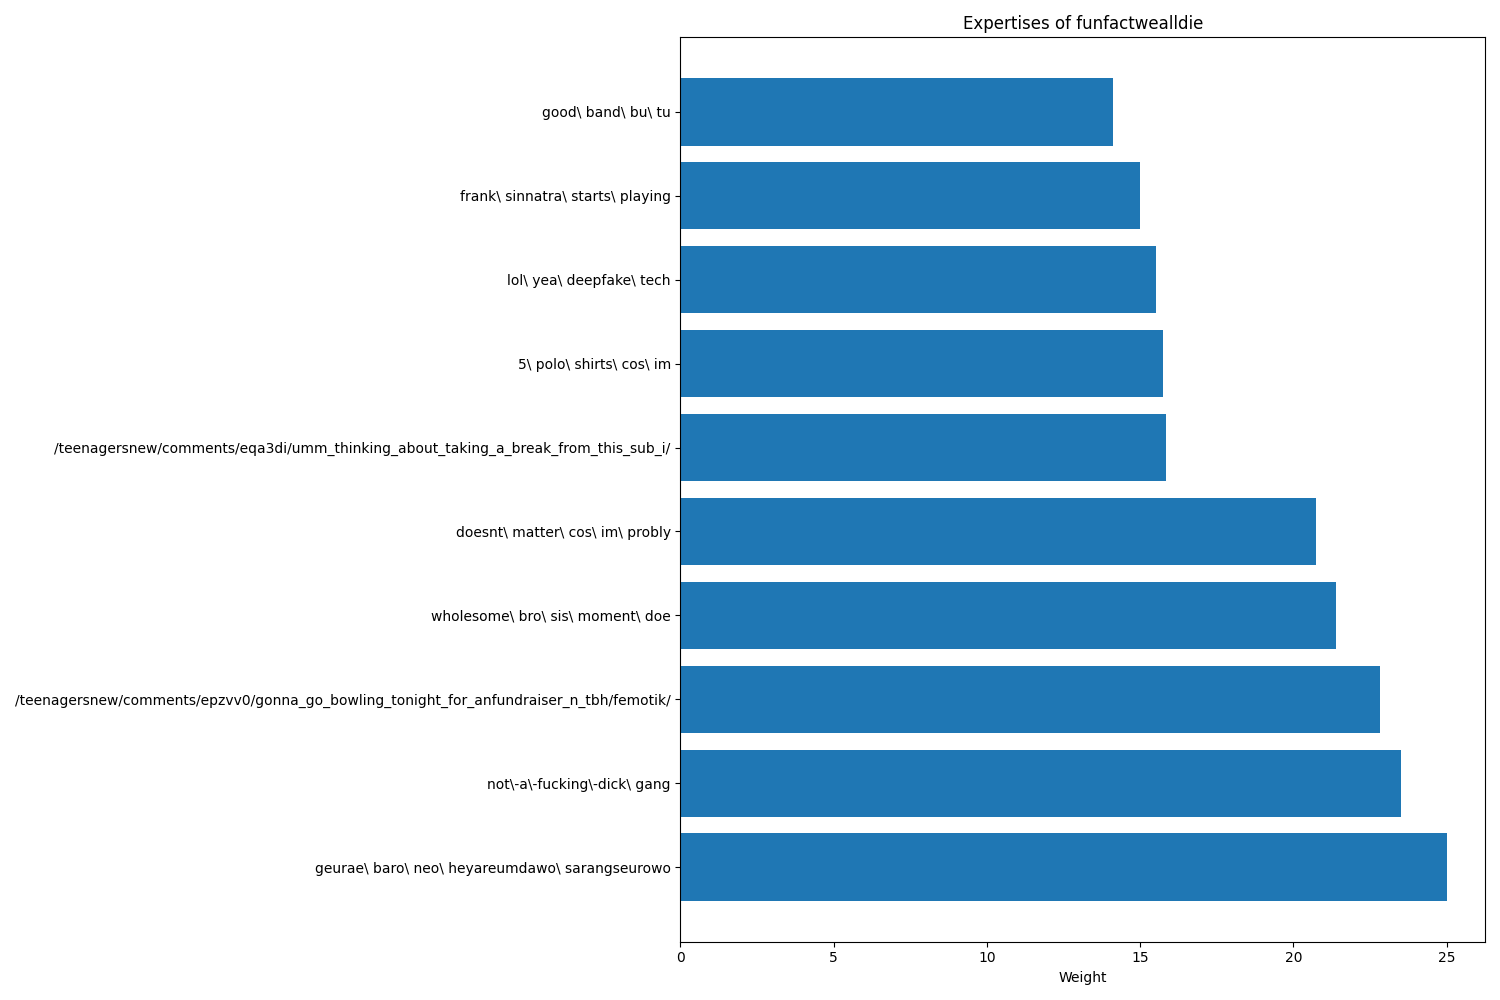 Expertises of funfactwealldie
good\ band\ bu\ tu
frank\ sinnatra\ starts\ playing
lol\ yea\ deepfake\ tech
5\ polo\ shirts\ cos\ im
/teenagersnew/comments/eqa3di/umm_thinking_about_taking_a_break_from_this_sub_i/
doesnt\ matter\ cos\ im\ probly
wholesome\ bro\ sis\ moment\ doe
/teenagersnew/comments/epzvv0/gonna_go_bowling_tonight_for_anfundraiser_n_tbh/femotik/
not\-a\-fucking\-dick\ gang
geurae\ baro\ neo\ heyareumdawo\ sarangseurowo
0 5 10 15 20 25
Weight